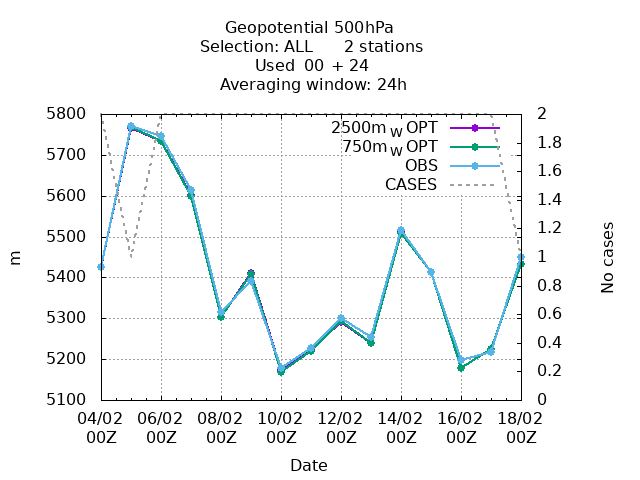 Geopotential 500hPa
Selection: ALL 2 stations
Used 00 + 24
Averaging window: 24h
5800
5700
5600
5500
5400
5300
5200
5100
m
2500m W OPT
750m W OPT
OBS
CASES
2
1.8
1.6
1.4
1.2
1
0.8
0.6
0.4
0.2
0
No cases
04/02 06/02 08/02 10/02 12/02 14/02 16/02 18/02
00Z 00Z 00Z 00Z 00Z 00Z 00Z 00Z
Date